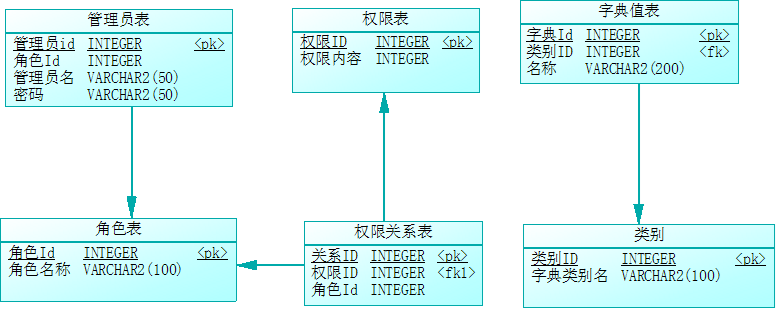 管理员表
管理员id INTEGER <pk>
角色Id INTEGER
管理员名 VARCHAR2(50)
密码 VARCHAR2(50)
权限表
权限ID INTEGER <pk>
权限内容 INTEGER
字典值表
字典Id INTEGER <pk>
类别ID INTEGER <fk>
名称 VARCHAR2(200)
角色表
角色Id INTEGER <pk>
角色名称 VARCHAR2(100)
权限关系表
关系ID INTEGER <pk>
权限ID INTEGER <fk1>
角色Id INTEGER
类别
类别ID INTEGER <pk>
字典类别名 VARCHAR2(100)